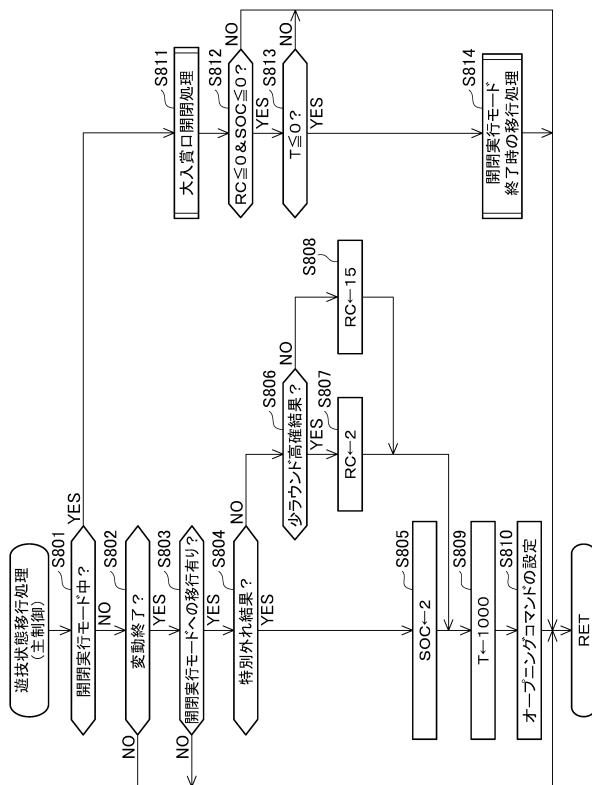 遊技状態移行処理
(主制御)
S801
開閉実行モード中?
YES
NO
S802
変動終了?
NO
YES
S803
開閉実行モードへの移行有り?
NO
YES
S804
特別外れ結果?
NO
YES
S806
少ラウンド高確結果?
NO
YES
S807
RC←2
S808
RC←15
S805
SOC←2
S809
T←1000
S810
オープニングコマンドの設定
S811
大入賞口開閉処理
S812
RC≦0&SOC≦0?
NO
YES
S813
T≦0?
NO
YES
S814
開閉実行モード
終了時の移行処理
RET